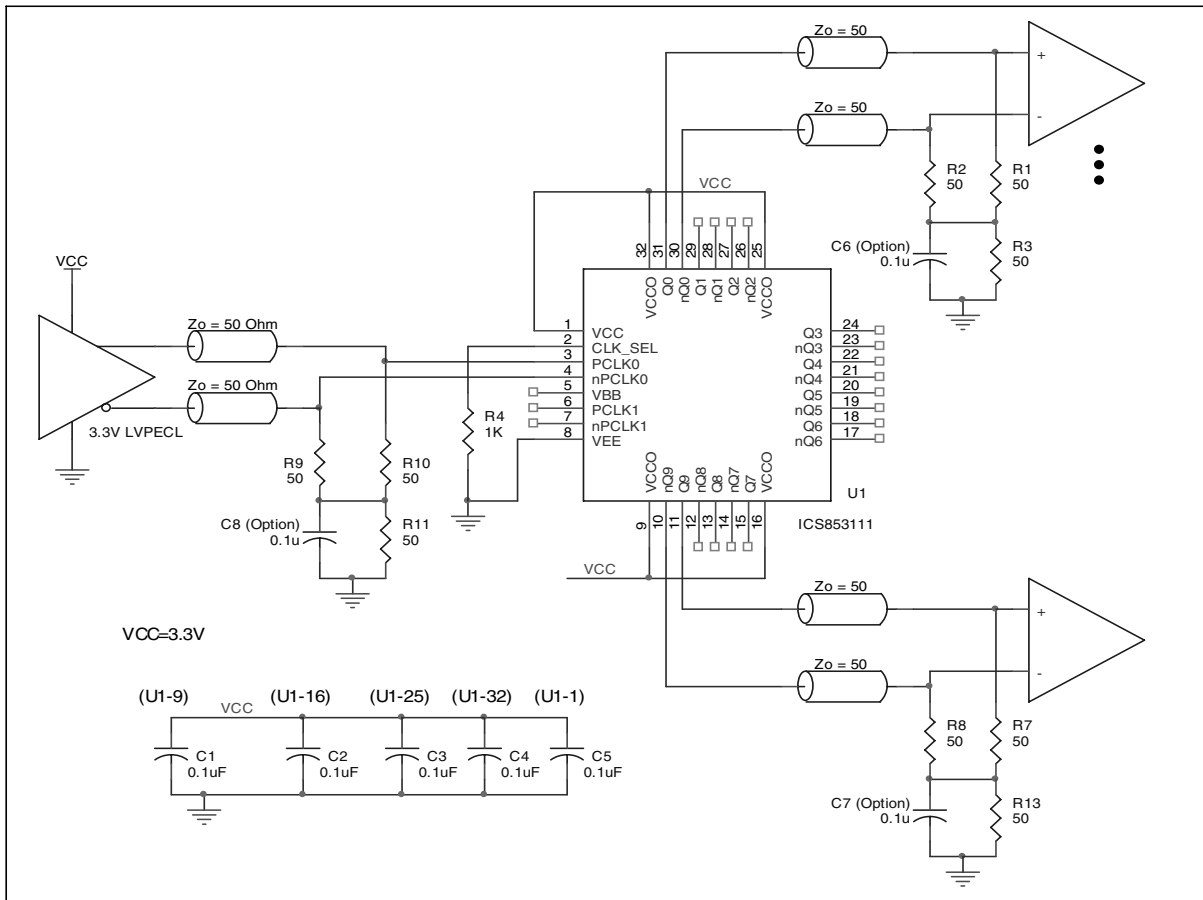 Zo = 50
+
Zo = 50
-
R2
50
R1
50
VCC
C6 (Option)
0.1u
R3
50
32
31
30
29
28
27
26
25
VCCO
Q0
nQ0
Q1
nQ1
Q2
nQ2
VCCO
VCC
Zo = 50 Ohm
Zo = 50 Ohm
3.3V LVPECL
1
VCC
2
CLK_SEL
3
PCLK0
4
nPCLK0
5
VBB
6
PCLK1
7
nPCLK1
8
VEE
Q3
24
nQ3
23
Q4
22
nQ4
21
Q5
20
nQ5
19
Q6
18
nQ6
17
R4
1K
R9
50
R10
50
C8 (Option)
0.1u
R11
50
VCCO
nQ9
Q9
nQ8
Q8
nQ7
Q7
VCCO
9
10
11
12
13
14
15
16
U1
ICS853111
VCC
Zo = 50
+
Zo = 50
-
R8
50
R7
50
C7 (Option)
0.1u
R13
50
VCC=3.3V
(U1-9) (U1-16) (U1-25) (U1-32) (U1-1)
VCC
C1
0.1uF
C2
0.1uF
C3
0.1uF
C4
0.1uF
C5
0.1uF